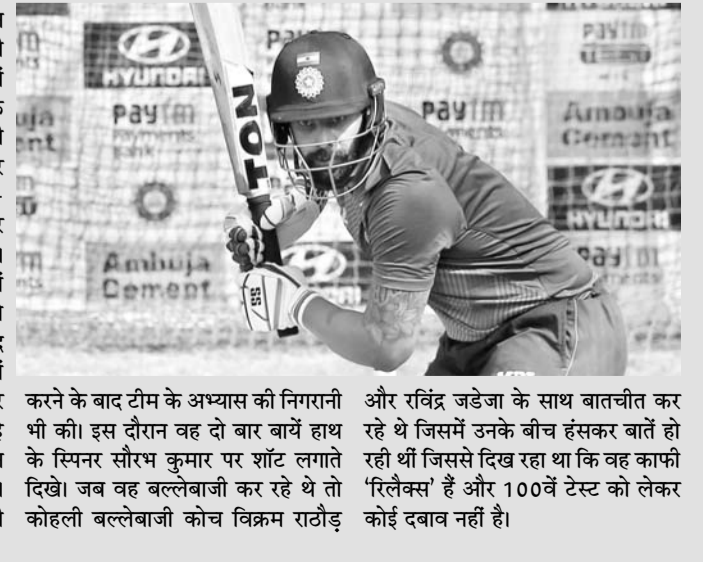 HYUNDAI
paytm
payments
Bank
TON
Ambuja
Cement
SS
paytm
Ambuja
Cement
HYUNDAI
करने के बाद टीम के अभ्यास की निगरानी
भी की। इस दौरान वह दो बार बायें हाथ
के स्पिनर सौरभ कुमार पर शॉट लगाते
दिखे। जब वह बल्लेबाजी कर रहे थे तो
कोहली बल्लेबाजी कोच विक्रम राठौड़
और रविंद्र जडेजा के साथ बातचीत कर
रहे थे जिसमें उनके बीच हंसकर बातें हो
रही थीं जिससे दिख रहा था कि वह काफी
‘रिलैक्स’ हैं और 100वें टेस्ट को लेकर
कोई दबाव नहीं है।